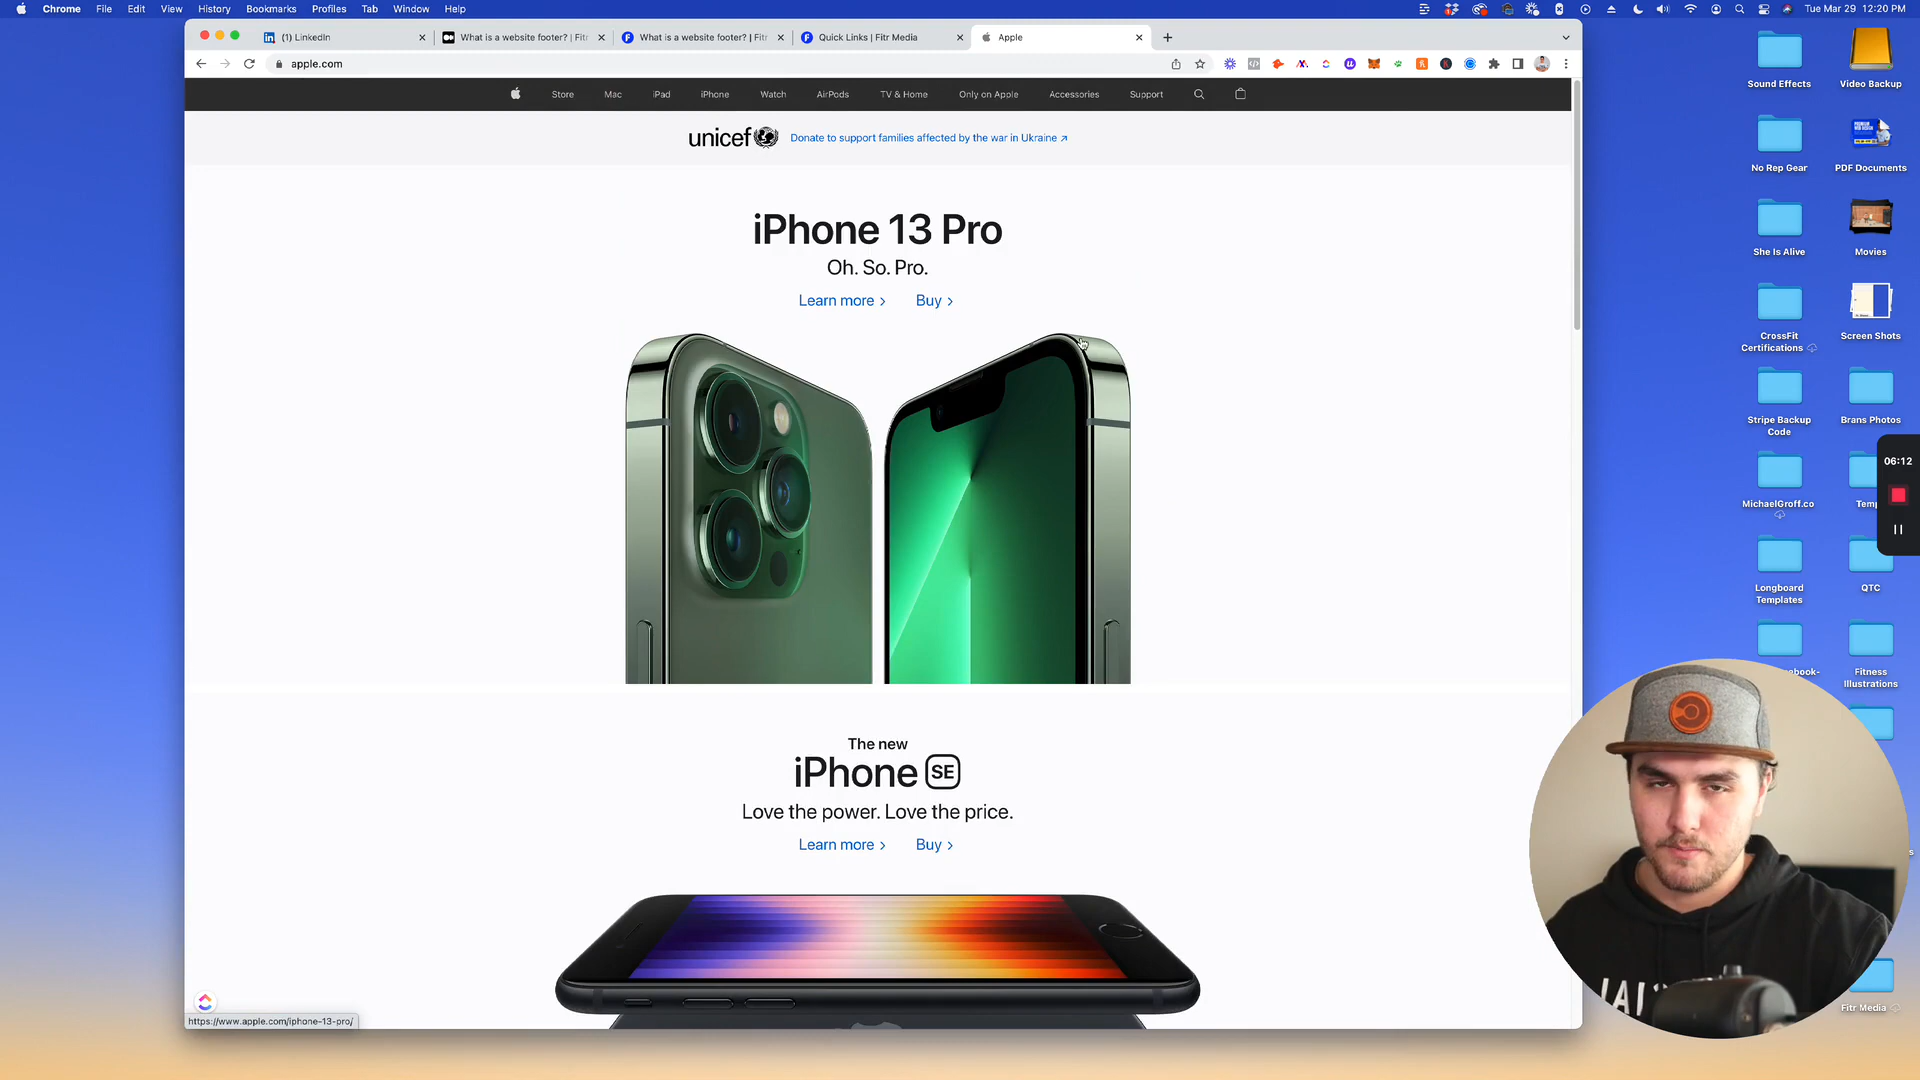 Chrome File Edit View History Bookmarks Profiles Tab Window Help
Tue Mar 29 12:20 PM
(1) LinkedIn
What is a website footer? | Fitr
What is a website footer? | Fitr
Quick Links | Fitr Media
Apple
apple.com
Store Mac iPad iPhone Watch AirPods TV & Home Only on Apple Accessories Support
unicef Donate to support families affected by the war in Ukraine ↗
iPhone 13 Pro
Oh. So. Pro.
Learn more > Buy >
The new
iPhone SE
Love the power. Love the price.
Learn more > Buy >
https://www.apple.com/iphone-13-pro/
Sound Effects
Video Backup
No Rep Gear
PDF Documents
She Is Alive
Movies
CrossFit
Certifications
Screen Shots
Stripe Backup
Code
Brans Photos
06:12
MichaelGroff.co
Temp
Longboard
Templates
QTC
Fitness
Illustrations
Fitr Media